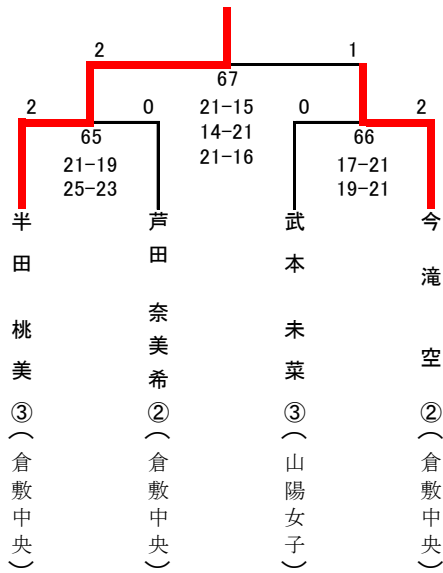 2 1
67
2 0 21-15 0 2
65 14-21 66
21-19 21-16 17-21
25-23 19-21
半田 桃美 ③(倉敷中央)
芦田 奈美希 ②(倉敷中央)
武本 未菜 ③(山陽女子)
今滝 空 ②(倉敷中央)